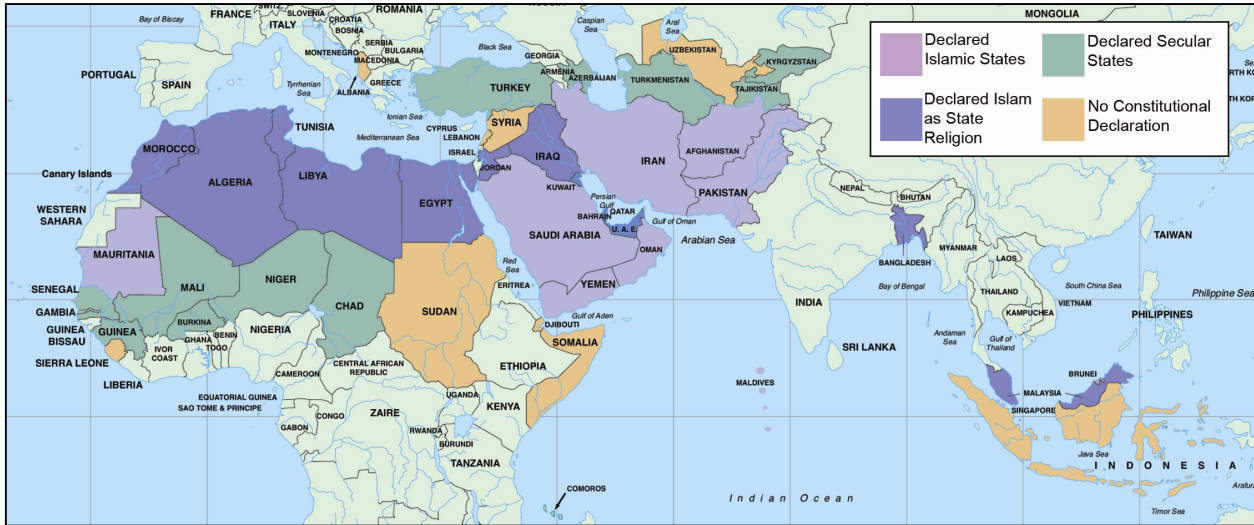 FRANCE
SWITZ.
SLOVENIA
CROATIA
ROMANIA
Bay of Biscay
ITALY
BOSNIA
SERBIA
MONTENEGRO
BULGARIA
MACEDONIA
PORTUGAL
SPAIN
Tyrrhenian
Sea
ALBANIA
GREECE
Ionian Sea
Mediterranean Sea
Black Sea
GEORGIA
ARMENIA
AZERBAIJAN
TURKEY
Caspian
Sea
Aral
Sea
UZBEKISTAN
TURKMENISTAN
KYRGYZSTAN
TAJIKISTAN
MONGOLIA
Declared
Islamic States
Declared Secular
States
Declared Islam
as State
Religion
No Constitutional
Declaration
TUNISIA
MOROCCO
ALGERIA
LIBYA
EGYPT
CYPRUS
LEBANON
ISRAEL
SYRIA
JORDAN
IRAQ
KUWAIT
IRAN
AFGHANISTAN
PAKISTAN
Persian
Gulf
BAHRAIN
QATAR
U. A. E.
Gulf of Oman
OMAN
SAUDI ARABIA
YEMEN
Red
Sea
Gulf of Aden
Arabian Sea
Canary Islands
WESTERN
SAHARA
MAURITANIA
MALI
NIGER
CHAD
SUDAN
ERITREA
DJIBOUTI
SOMALIA
ETHIOPIA
SENEGAL
GAMBIA
GUINEA
BISSAU
GUINEA
SIERRA LEONE
LIBERIA
IVOR
COAST
BURKINA
GHANA
TOGO
BENIN
NIGERIA
CAMEROON
CENTRAL AFRICAN
REPUBLIC
EQUATORIAL GUINEA
SAO TOME & PRINCIPE
GABON
CONGO
ZAIRE
UGANDA
KENYA
RWANDA
BURUNDI
TANZANIA
COMOROS
NEPAL
BHUTAN
BANGLADESH
INDIA
Bay of Bengal
SRI LANKA
MALDIVES
Indian Ocean
MYANMAR
LAOS
THAILAND
KAMPUCHEA
VIETNAM
Andaman
Sea
Gulf of
Thailand
South China Sea
TAIWAN
PHILIPPINES
Philippine Sea
BRUNEI
MALAYSIA
SINGAPORE
Java Sea
INDONESIA
Timor Sea